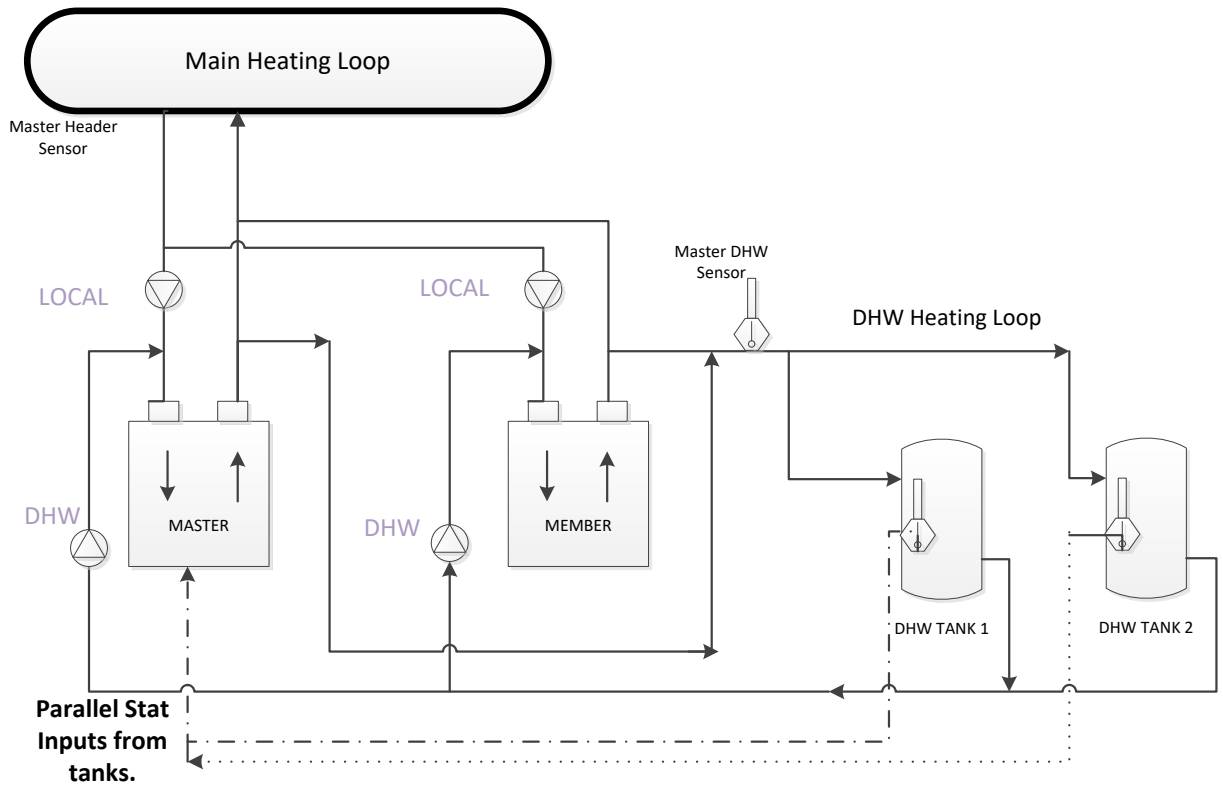 Main Heating Loop
Master Header
Sensor
Master DHW
Sensor
LOCAL
LOCAL
DHW Heating Loop
DHW
MASTER
DHW
MEMBER
DHW TANK 1
DHW TANK 2
Parallel Stat
Inputs from
tanks.